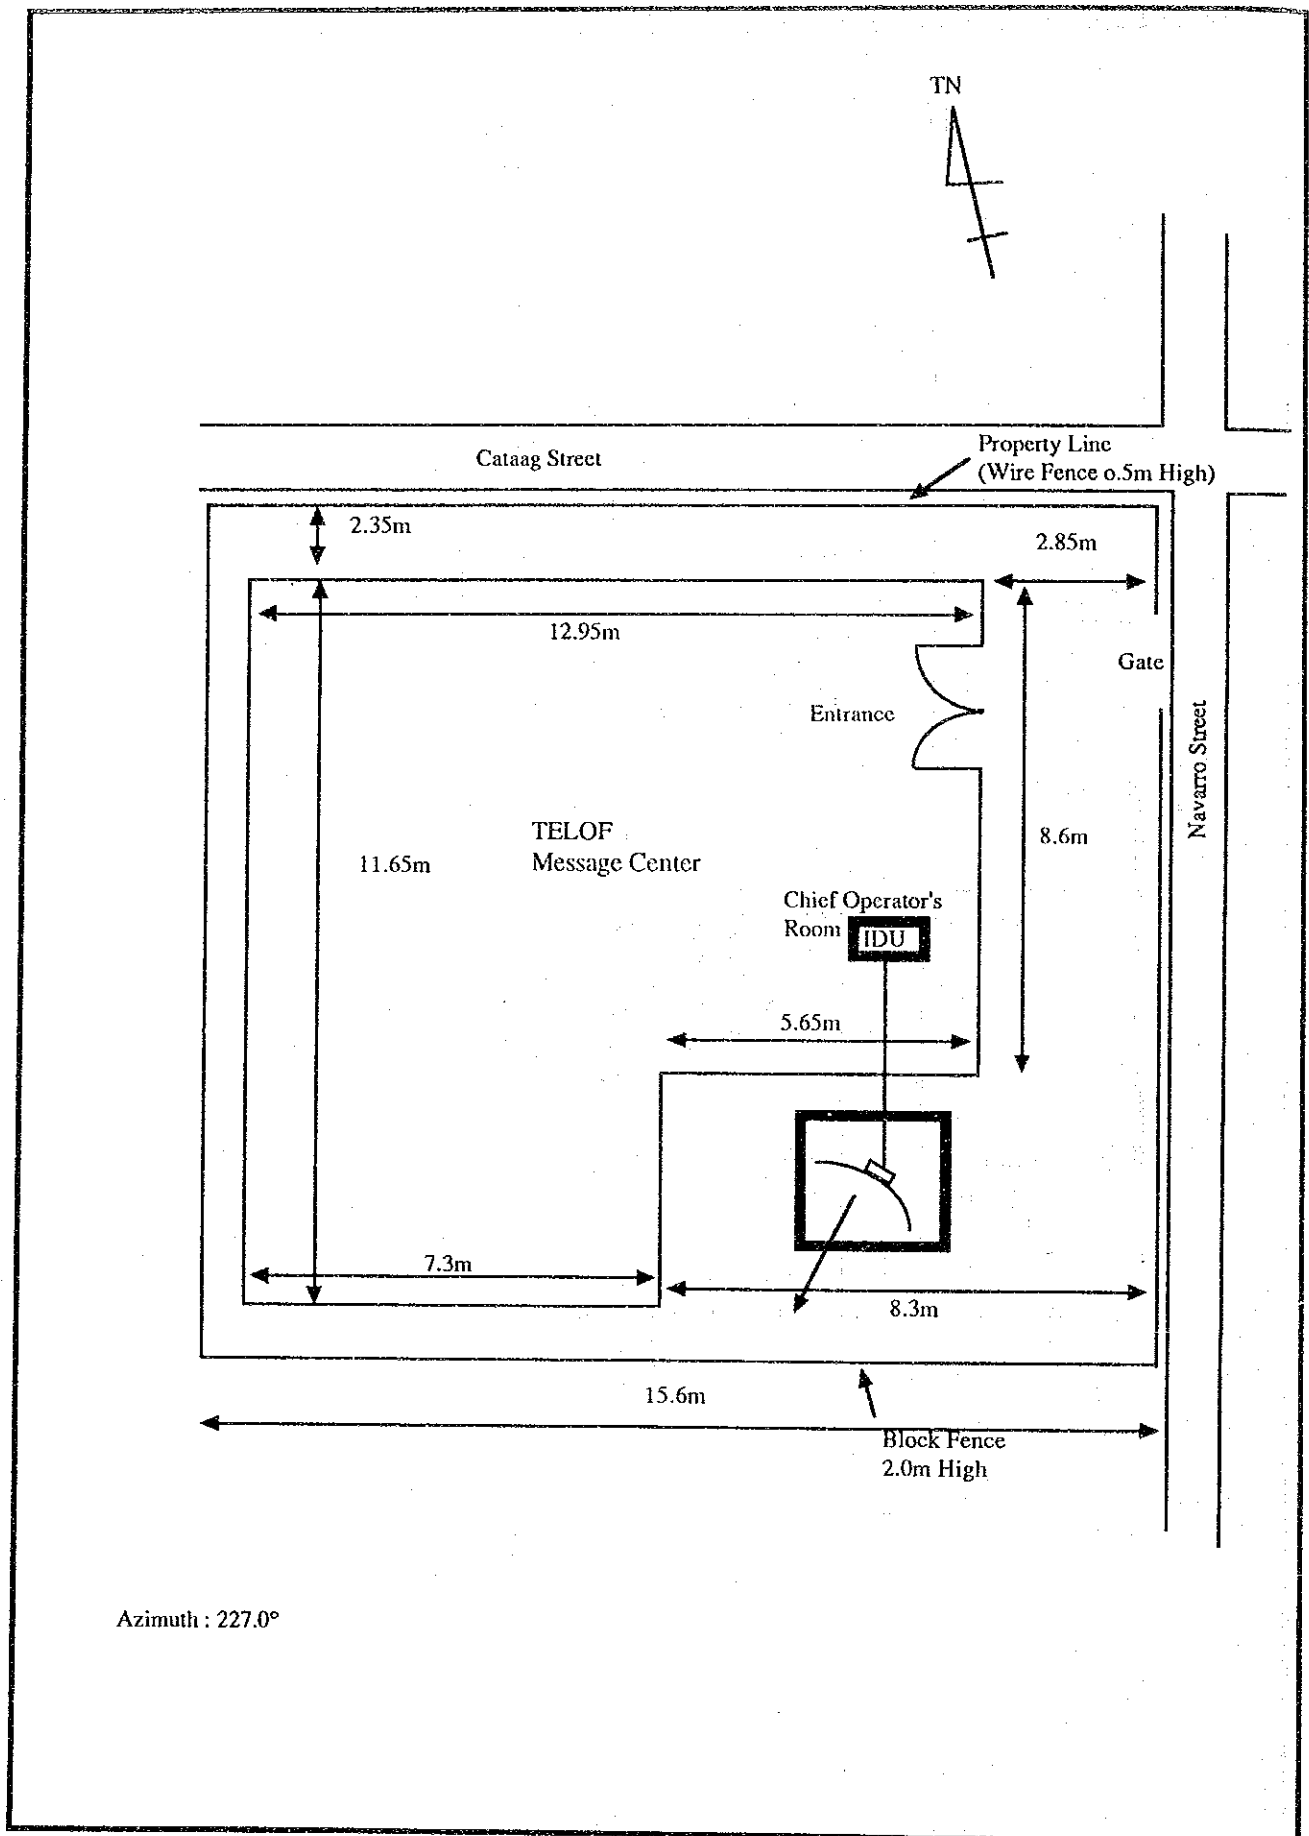 TN
Cataag Street
Property Line
(Wire Fence o.5m High)
2.35m
2.85m
12.95m
Gate
Entrance
Navarro Street
TELOF
Message Center
11.65m
8.6m
Chief Operator's
Room
IDU
5.65m
7.3m
8.3m
15.6m
Block Fence
2.0m High
Azimuth : 227.0°